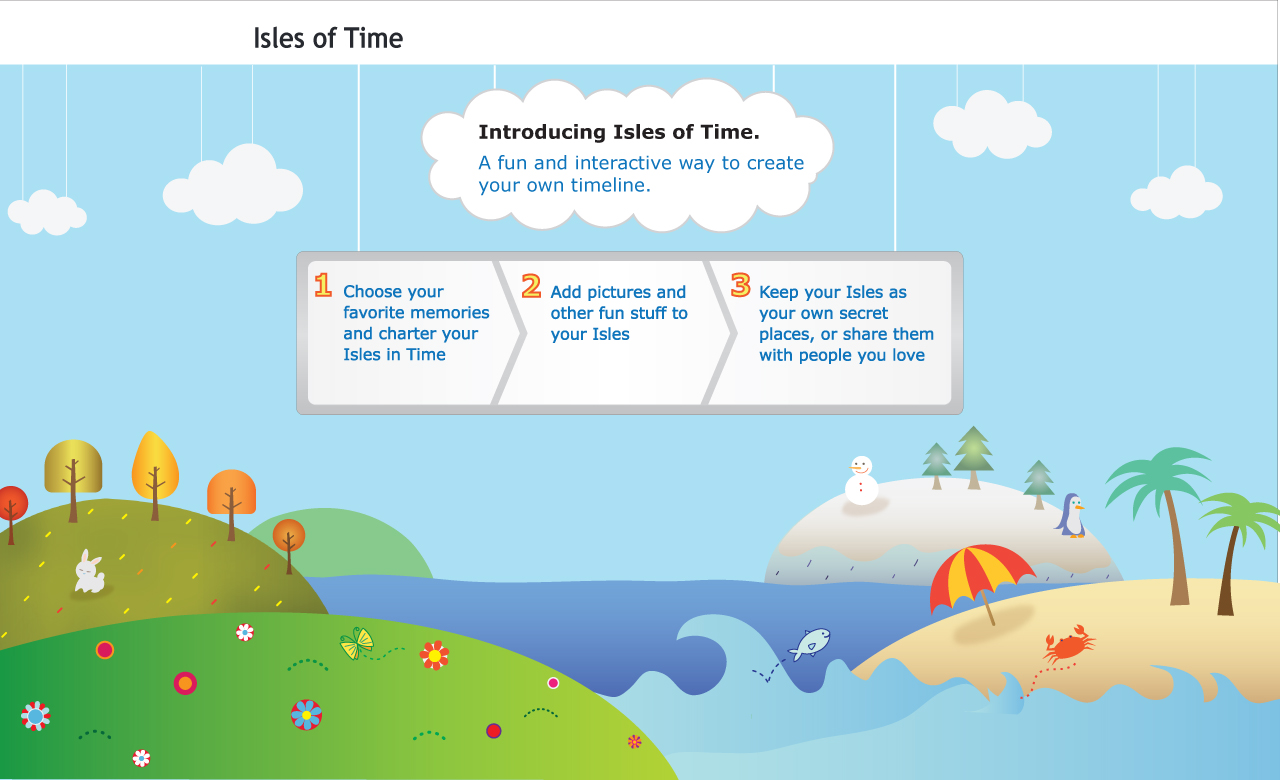 Isles of Time
Introducing Isles of Time.
A fun and interactive way to create
your own timeline.
1
Choose your
favorite memories
and charter your
Isles in Time
2
Add pictures and
other fun stuff to
your Isles
3
Keep your Isles as
your own secret
places, or share them
with people you love